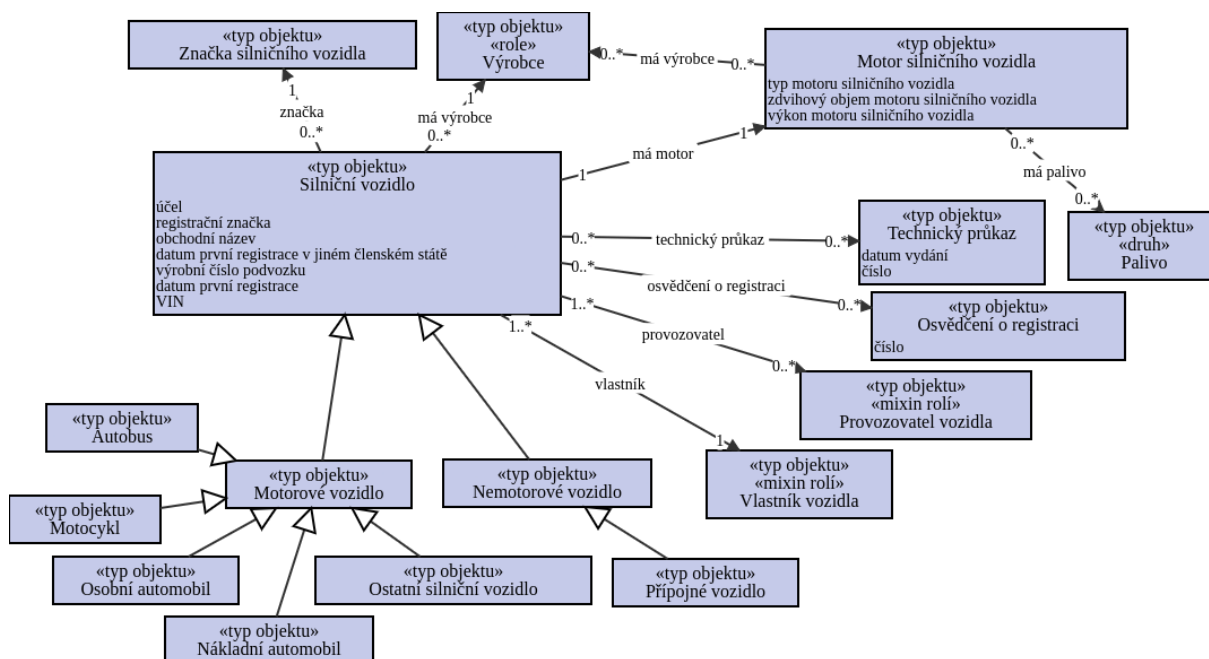 «typ objektu»
Značka silničního vozidla
«typ objektu»
«role»
Výrobce
«typ objektu»
Motor silničního vozidla
typ motoru silničního vozidla
zdvihový objem motoru silničního vozidla
výkon motoru silničního vozidla
0..*
má výrobce
0..*
1
značka
0..*
1
má výrobce
0..*
1
má motor
1
0..*
má palivo
0..*
«typ objektu»
Silniční vozidlo
účel
registrační značka
obchodní název
datum první registrace v jiném členském státě
výrobní číslo podvozku
datum první registrace
VIN
0..*
technický průkaz
0..*
«typ objektu»
Technický průkaz
datum vydání
číslo
«typ objektu»
«druh»
Palivo
0..*
osvědčení o registraci
0..*
«typ objektu»
Osvědčení o registraci
číslo
1..*
provozovatel
0..*
«typ objektu»
«mixin rolí»
Provozovatel vozidla
1..*
vlastník
1
«typ objektu»
«mixin rolí»
Vlastník vozidla
«typ objektu»
Autobus
«typ objektu»
Motorové vozidlo
«typ objektu»
Nemotorové vozidlo
«typ objektu»
Motocykl
«typ objektu»
Osobní automobil
«typ objektu»
Ostatní silniční vozidlo
«typ objektu»
Přípojné vozidlo
«typ objektu»
Nákladní automobil